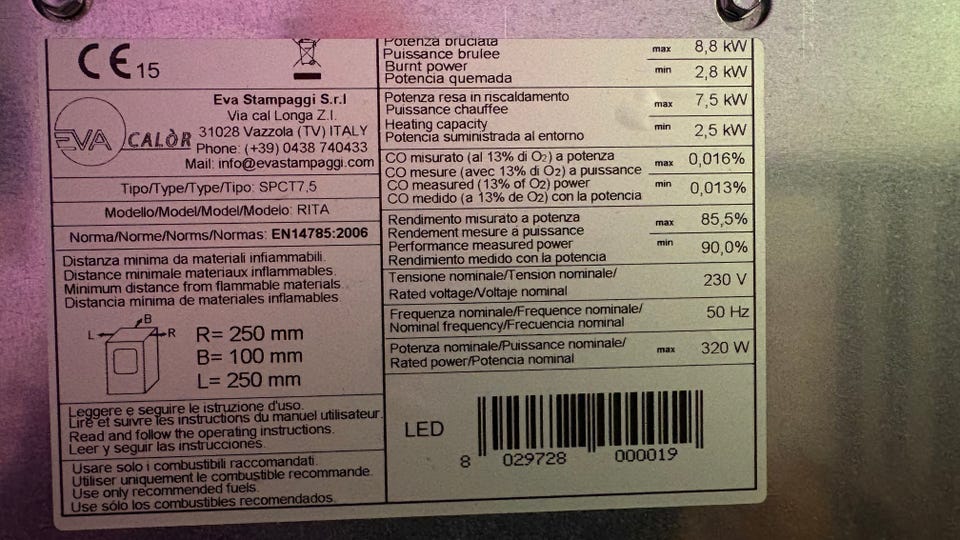 CE 15
EVA CALÒR
Eva Stampaggi S.r.l
Via cal Longa Z.I.
31028 Vazzola (TV) ITALY
Phone: (+39) 0438 740433
Mail: info@evastampaggi.com
Tipo/Type/Type/Tipo: SPCT7,5
Modello/Model/Model/Modelo: RITA
Norma/Norme/Norms/Normas: EN14785:2006
Distanza minima da materiali infiammabili.
Distance minimale materiaux inflammables.
Minimum distance from flammable materials.
Distancia mínima de materiales inflamables
B
L R
R= 250 mm
B= 100 mm
L= 250 mm
Leggere e seguire le istruzione d'uso.
Lire et suivre les instructions du manuel utilisateur.
Read and follow the operating instructions.
Leer y seguir las instrucciones.
Usare solo i combustibili raccomandati.
Utiliser uniquement le combustible recommande.
Use only recommended fuels.
Use sólo los combustibles recomendados.
Potenza bruciata
Puissance brulee
Burnt power
Potencia quemada
max 8,8 kW
min 2,8 kW
Potenza resa in riscaldamento
Puissance chauffee
Heating capacity
Potencia suministrada al entorno
max 7,5 kW
min 2,5 kW
CO misurato (al 13% di O2) a potenza
CO mesure (avec 13% di O2) a puissance
CO measured (13% of O2) power
CO medido (a 13% de O2) con la potencia
max 0,016%
min 0,013%
Rendimento misurato a potenza
Rendement mesure a puissance
Performance measured power
Rendimiento medido con la potencia
max 85,5%
min 90,0%
Tensione nominale/Tension nominale/
Rated voltage/Voltaje nominal
230 V
Frequenza nominale/Frequence nominale/
Nominal frequency/Frecuencia nominal
50 Hz
Potenza nominale/Puissance nominale/
Rated power/Potencia nominal
max 320 W
LED
8 029728 000019